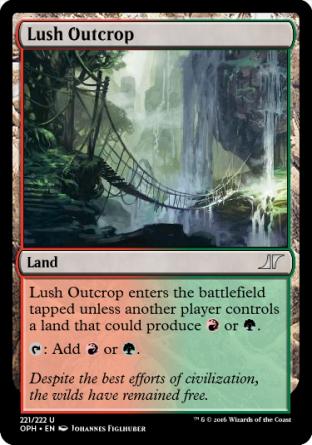 Lush Outcrop
Land
Lush Outcrop enters the battlefield
tapped unless another player controls
a land that could produce or .
: Add or .
Despite the best efforts of civilization,
the wilds have remained free.
221/222 U
OPH • EN JOHANNES FIGLHUBER
™ & © 2016 Wizards of the Coast